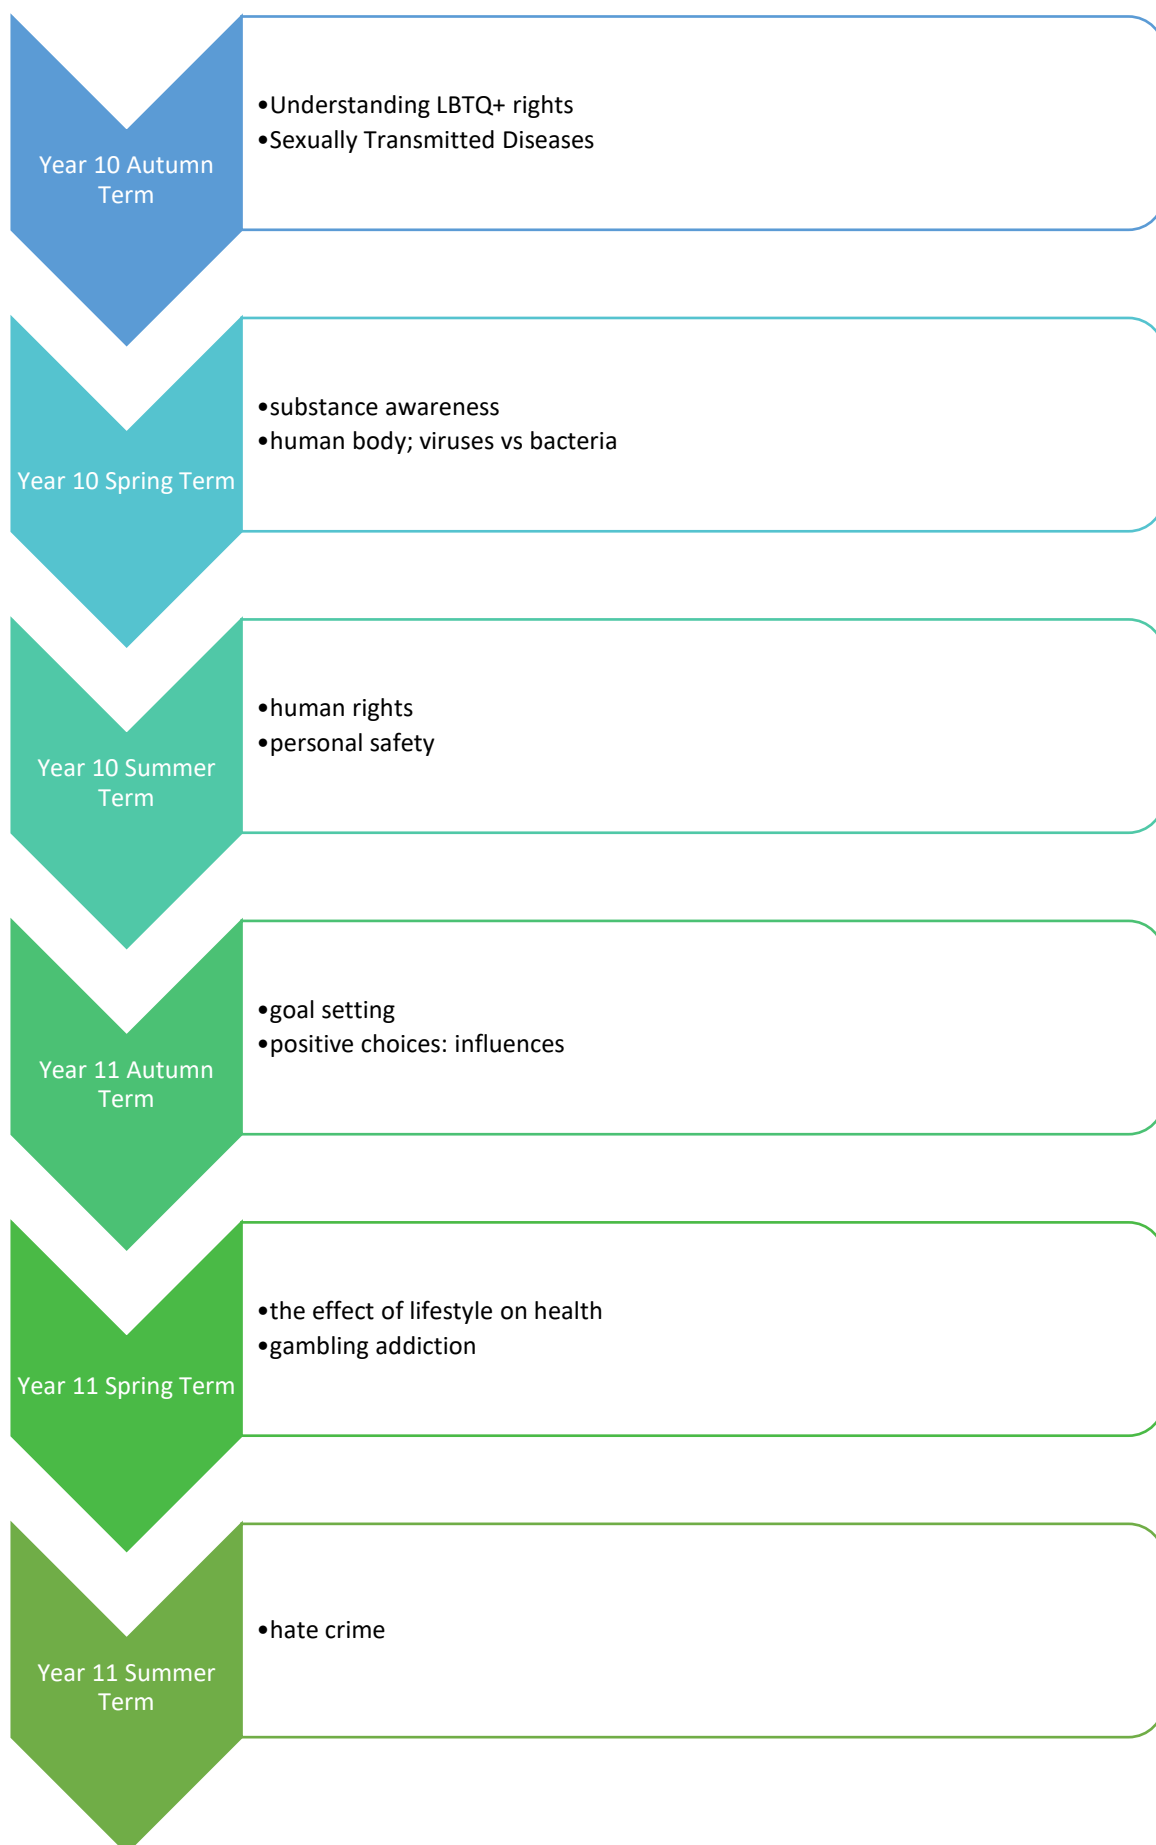 Year 10 Autumn
Term
•Understanding LBTQ+ rights
•Sexually Transmitted Diseases
Year 10 Spring Term
•substance awareness
•human body; viruses vs bacteria
Year 10 Summer
Term
•human rights
•personal safety
Year 11 Autumn
Term
•goal setting
•positive choices: influences
Year 11 Spring Term
•the effect of lifestyle on health
•gambling addiction
Year 11 Summer
Term
•hate crime